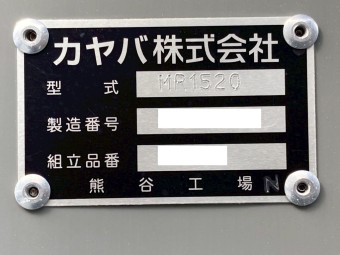 カヤバ株式会社
型式 MR1520
製造番号
組立品番
熊谷工場 N